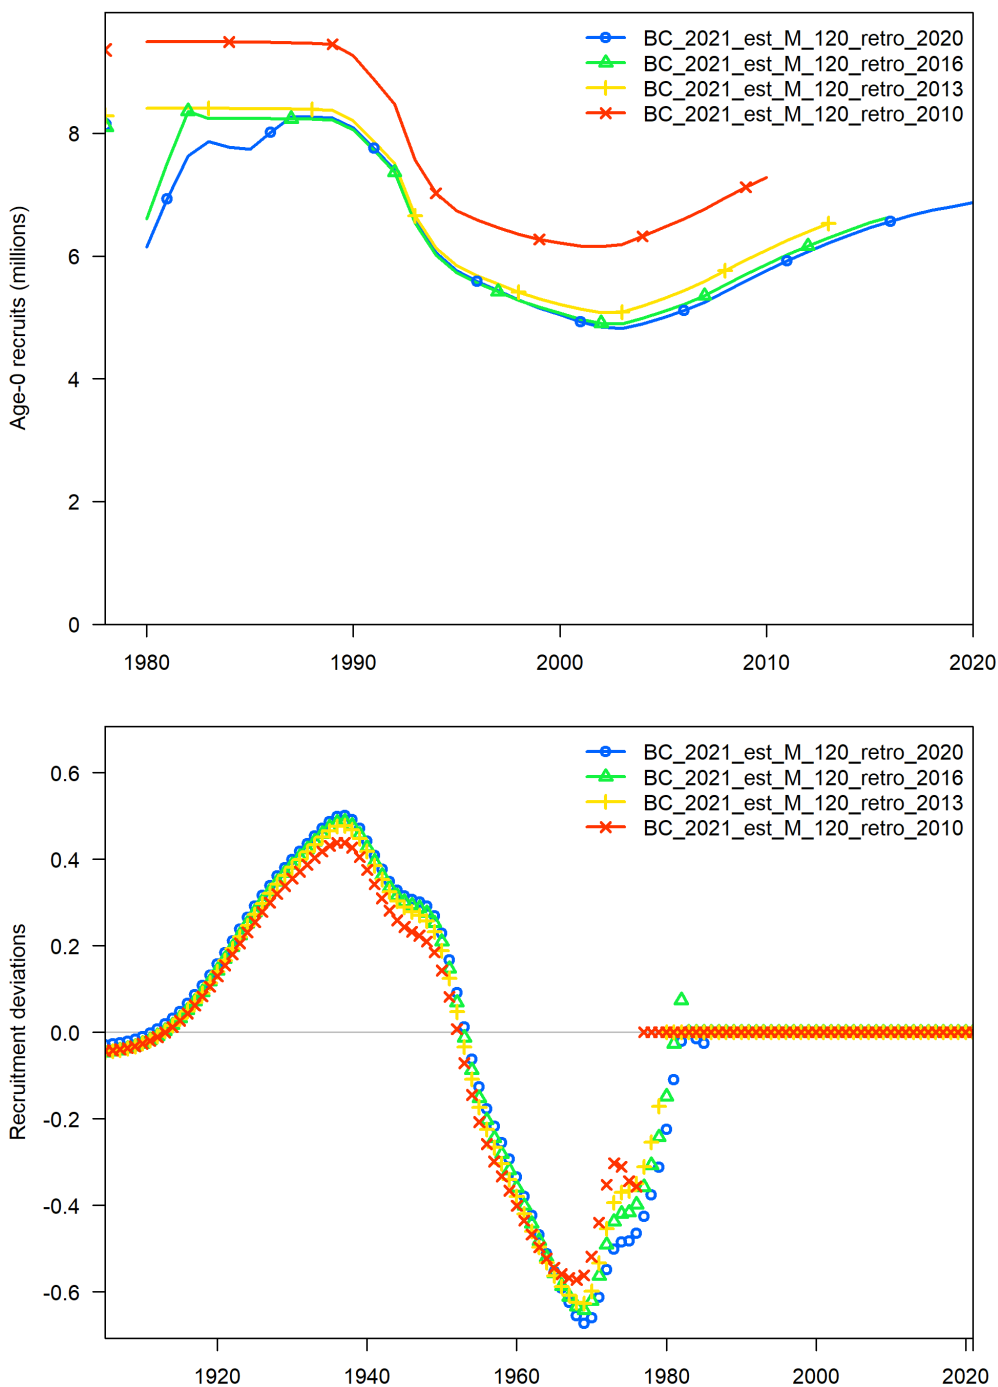 BC_2021_est_M_120_retro_2020
BC_2021_est_M_120_retro_2016
BC_2021_est_M_120_retro_2013
BC_2021_est_M_120_retro_2010
Age-0 recruits (millions)
8
6
4
2
0
1980 1990 2000 2010 2020
BC_2021_est_M_120_retro_2020
BC_2021_est_M_120_retro_2016
BC_2021_est_M_120_retro_2013
BC_2021_est_M_120_retro_2010
Recruitment deviations
0.6
0.4
0.2
0.0
-0.2
-0.4
-0.6
1920 1940 1960 1980 2000 2020